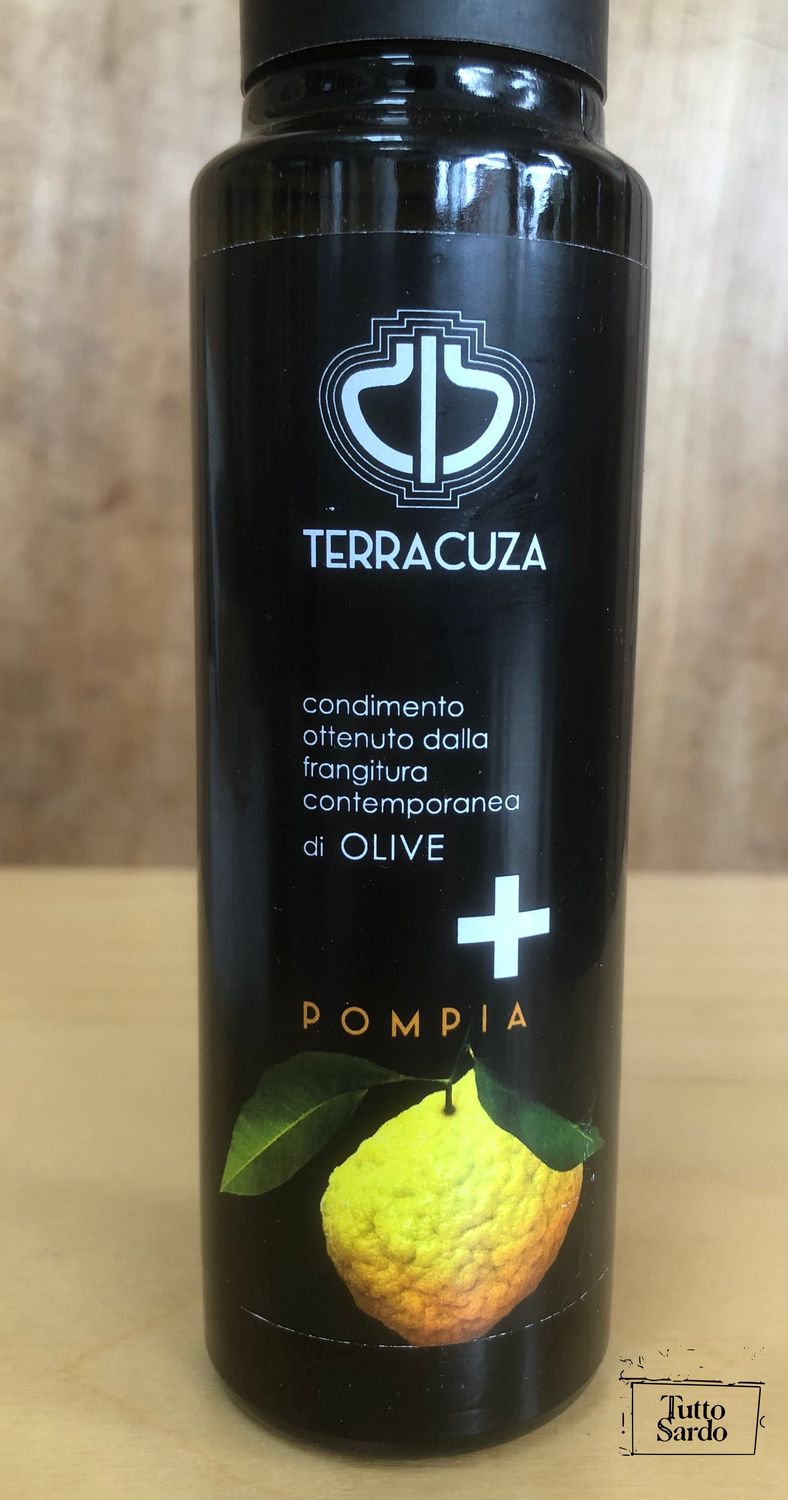 TERRACUZA
condimento
ottenuto dalla
frangitura
contemporanea
di OLIVE
+
POMPIA
Tutto
Sardo